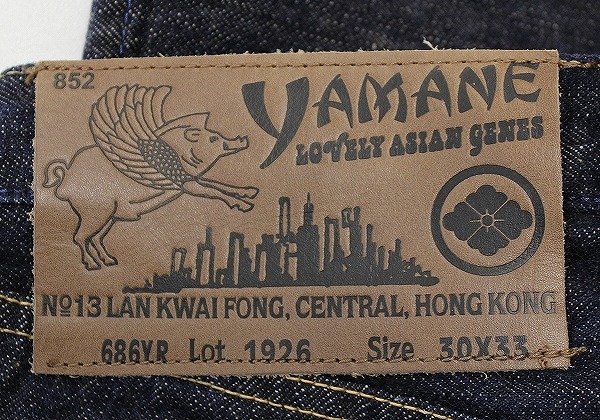 852
YAMANE
LOVELY ASIAN GENES
No13 LAN KWAI FONG, CENTRAL, HONG KONG
686YR Lot 1926 Size 30X33